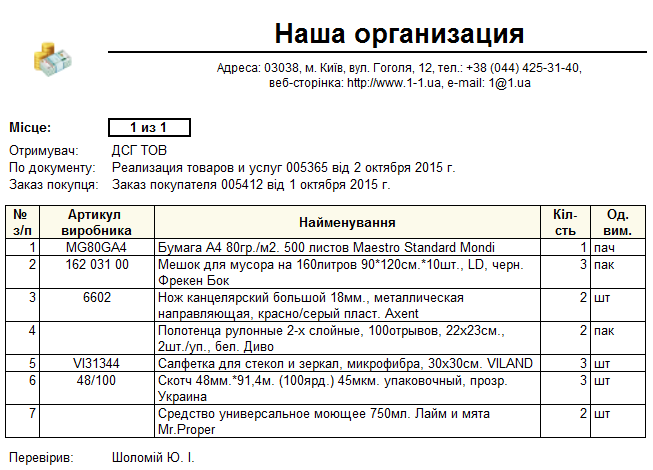 Наша организация
Адреса: 03038, м. Київ, вул. Гоголя, 12, тел.: +38 (044) 425-31-40,
веб-сторінка: http://www.1-1.ua, e-mail: 1@1.ua
Місце: 1 из 1
Отримувач: ДСГ ТОВ
По документу: Реализация товаров и услуг 005365 від 2 октября 2015 г.
Заказ покупця: Заказ покупателя 005412 від 1 октября 2015 г.
№ Артикул Кіл- Од.
з/п виробника Найменування сть вим.
1 MG80GA4 Бумага А4 80гр./м2. 500 листов Maestro Standard Mondi 1 пач
2 162 031 00 Мешок для мусора на 160литров 90*120см.*10шт., LD, черн. 3 пак
Фрекен Бок
3 6602 Нож канцелярский большой 18мм., металлическая 2 шт
направляющая, красно/серый пласт. Axent
4 Полотенца рулонные 2-х слойные, 100отрывов, 22х23см., 2 пак
2шт./уп., бел. Диво
5 VI31344 Салфетка для стекол и зеркал, микрофибра, 30х30см. VILAND 3 шт
6 48/100 Скотч 48мм.*91,4м. (100ярд.) 45мкм. упаковочный, прозр. 3 шт
Украина
7 Средство универсальное моющее 750мл. Лайм и мята 2 шт
Mr.Proper
Перевірив: Шоломій Ю. І.